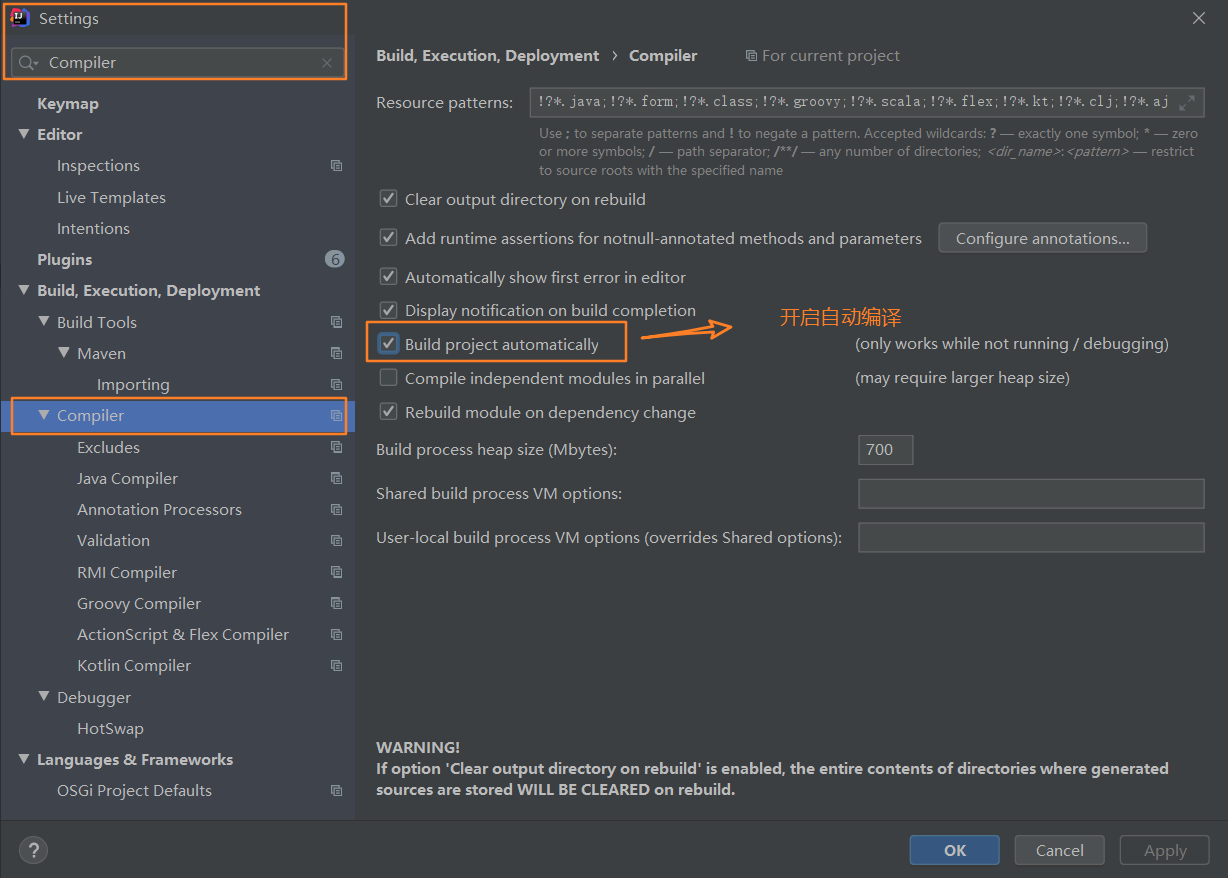 Settings
Compiler
Keymap
Editor
Inspections
Live Templates
Intentions
Plugins 6
Build, Execution, Deployment
Build Tools
Maven
Importing
Compiler
Excludes
Java Compiler
Annotation Processors
Validation
RMI Compiler
Groovy Compiler
ActionScript & Flex Compiler
Kotlin Compiler
Debugger
HotSwap
Languages & Frameworks
OSGi Project Defaults
Build, Execution, Deployment › Compiler For current project
Resource patterns: !?*.java;!?*.form;!?*.class;!?*.groovy;!?*.scala;!?*.flex;!?*.kt;!?*.clj;!?*.aj
Use ; to separate patterns and ! to negate a pattern. Accepted wildcards: ? — exactly one symbol; * — zero
or more symbols; / — path separator; /**/ — any number of directories; <dir_name>:<pattern> — restrict
to source roots with the specified name
Clear output directory on rebuild
Add runtime assertions for notnull-annotated methods and parameters Configure annotations...
Automatically show first error in editor
Display notification on build completion
开启自动编译
Build project automatically (only works while not running / debugging)
Compile independent modules in parallel (may require larger heap size)
Rebuild module on dependency change
Build process heap size (Mbytes): 700
Shared build process VM options:
User-local build process VM options (overrides Shared options):
WARNING!
If option 'Clear output directory on rebuild' is enabled, the entire contents of directories where generated
sources are stored WILL BE CLEARED on rebuild.
? OK Cancel Apply